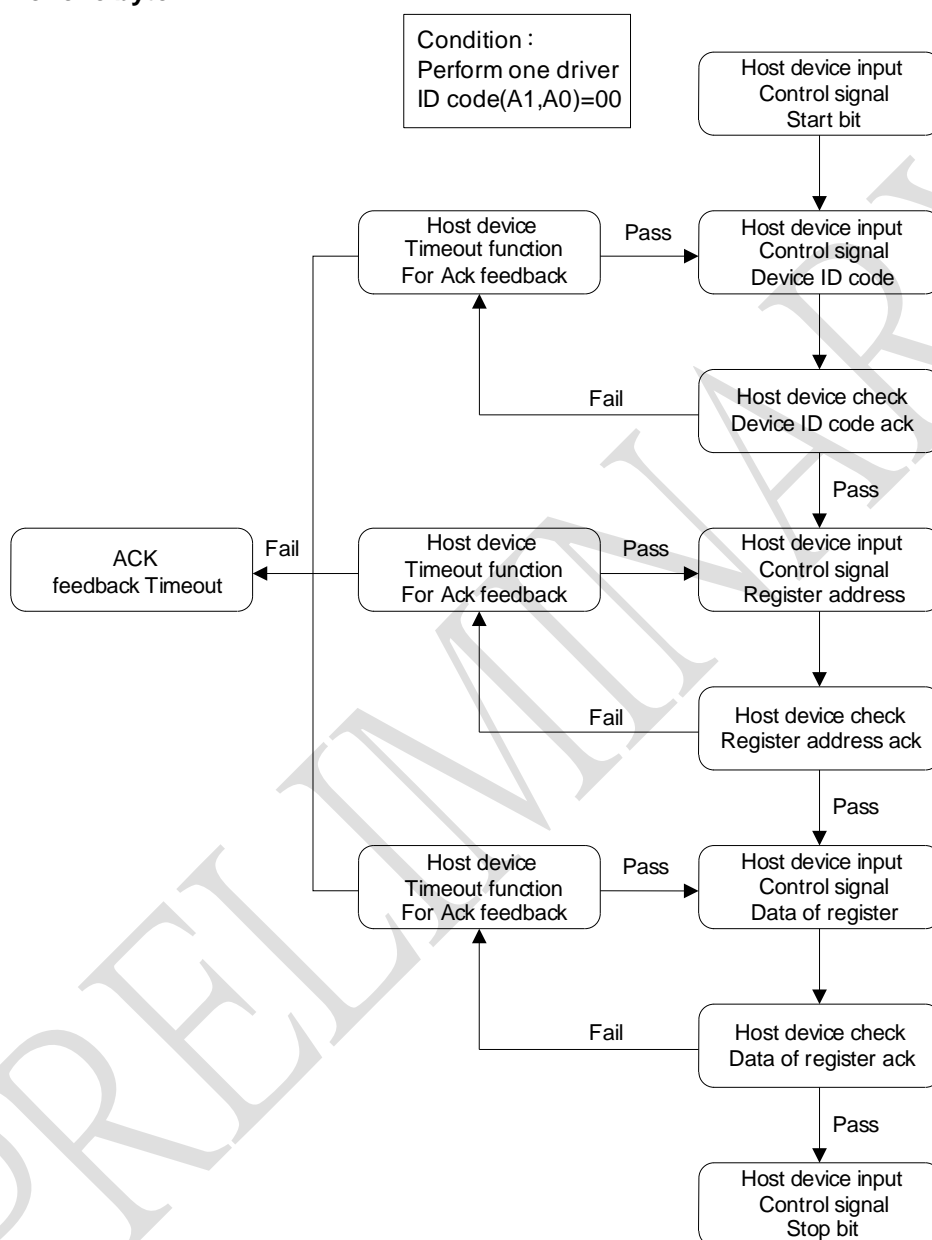 Condition：
Perform one driver
ID code(A1,A0)=00
Host device input
Control signal
Start bit
Host device
Timeout function
For Ack feedback
Pass
Host device input
Control signal
Device ID code
Fail
Host device check
Device ID code ack
Pass
ACK
feedback Timeout
Fail
Host device
Timeout function
For Ack feedback
Pass
Host device input
Control signal
Register address
Fail
Host device check
Register address ack
Pass
Host device
Timeout function
For Ack feedback
Pass
Host device input
Control signal
Data of register
Fail
Host device check
Data of register ack
Pass
Host device input
Control signal
Stop bit
PRELIMINARY